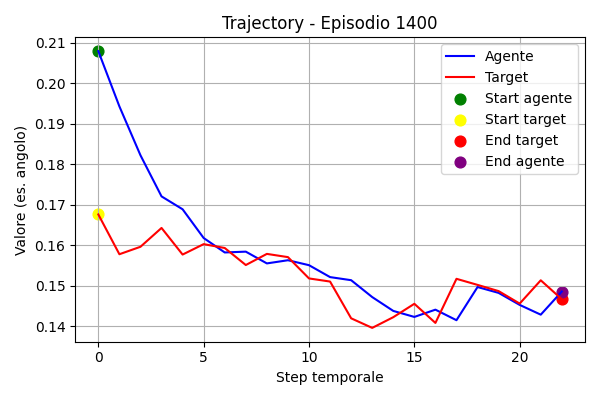 Trajectory - Episodio 1400
Valore (es. angolo)
0.21
0.20
0.19
0.18
0.17
0.16
0.15
0.14
Agente
Target
Start agente
Start target
End target
End agente
0 5 10 15 20
Step temporale